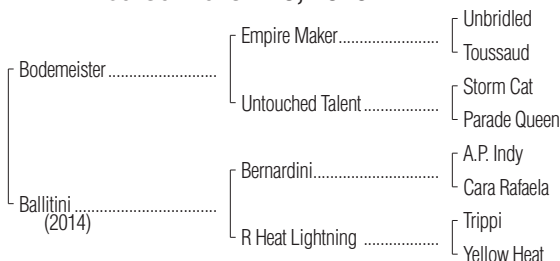 Unbridled
Empire Maker..................
Toussaud
Bodemeister..........................
Storm Cat
Untouched Talent..................
Parade Queen
A.P. Indy
Bernardini.............................
Cara Rafaela
Ballitini..................................
(2014)
Trippi
R Heat Lightning ..................
Yellow Heat